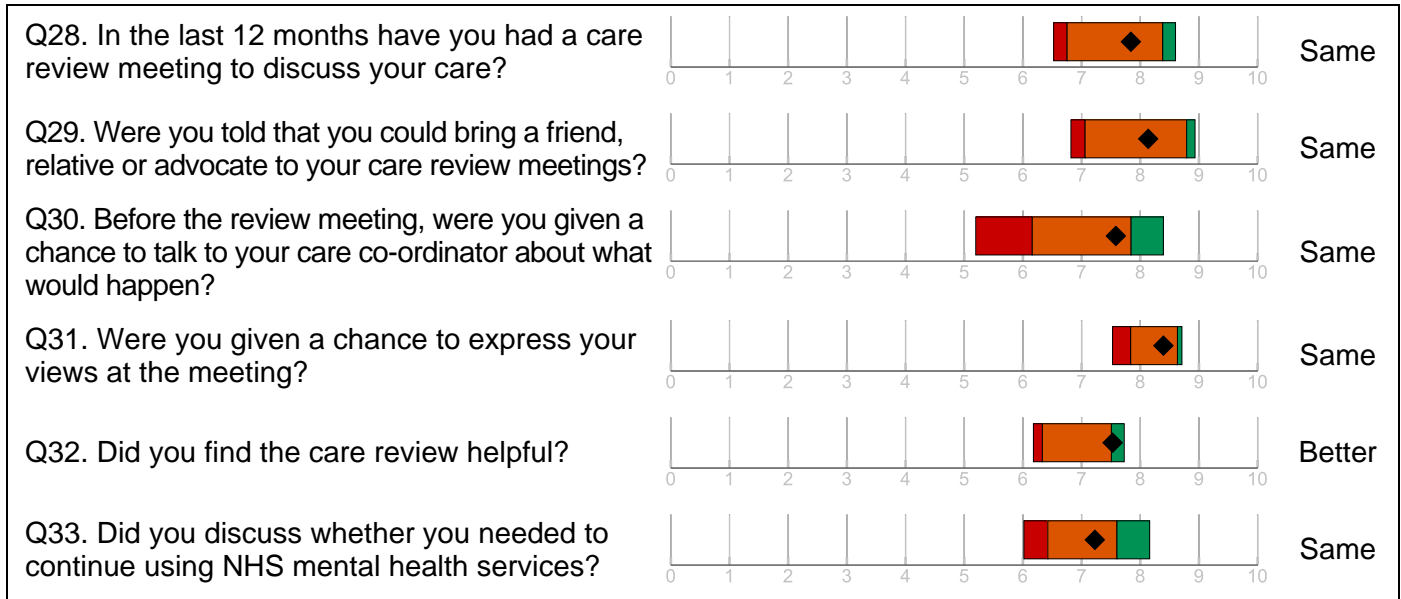 Q28. In the last 12 months have you had a care
review meeting to discuss your care?
0 1 2 3 4 5 6 7 8 9 10
Same
Q29. Were you told that you could bring a friend,
relative or advocate to your care review meetings?
0 1 2 3 4 5 6 7 8 9 10
Same
Q30. Before the review meeting, were you given a
chance to talk to your care co-ordinator about what
would happen?
0 1 2 3 4 5 6 7 8 9 10
Same
Q31. Were you given a chance to express your
views at the meeting?
0 1 2 3 4 5 6 7 8 9 10
Same
Q32. Did you find the care review helpful?
0 1 2 3 4 5 6 7 8 9 10
Better
Q33. Did you discuss whether you needed to
continue using NHS mental health services?
0 1 2 3 4 5 6 7 8 9 10
Same